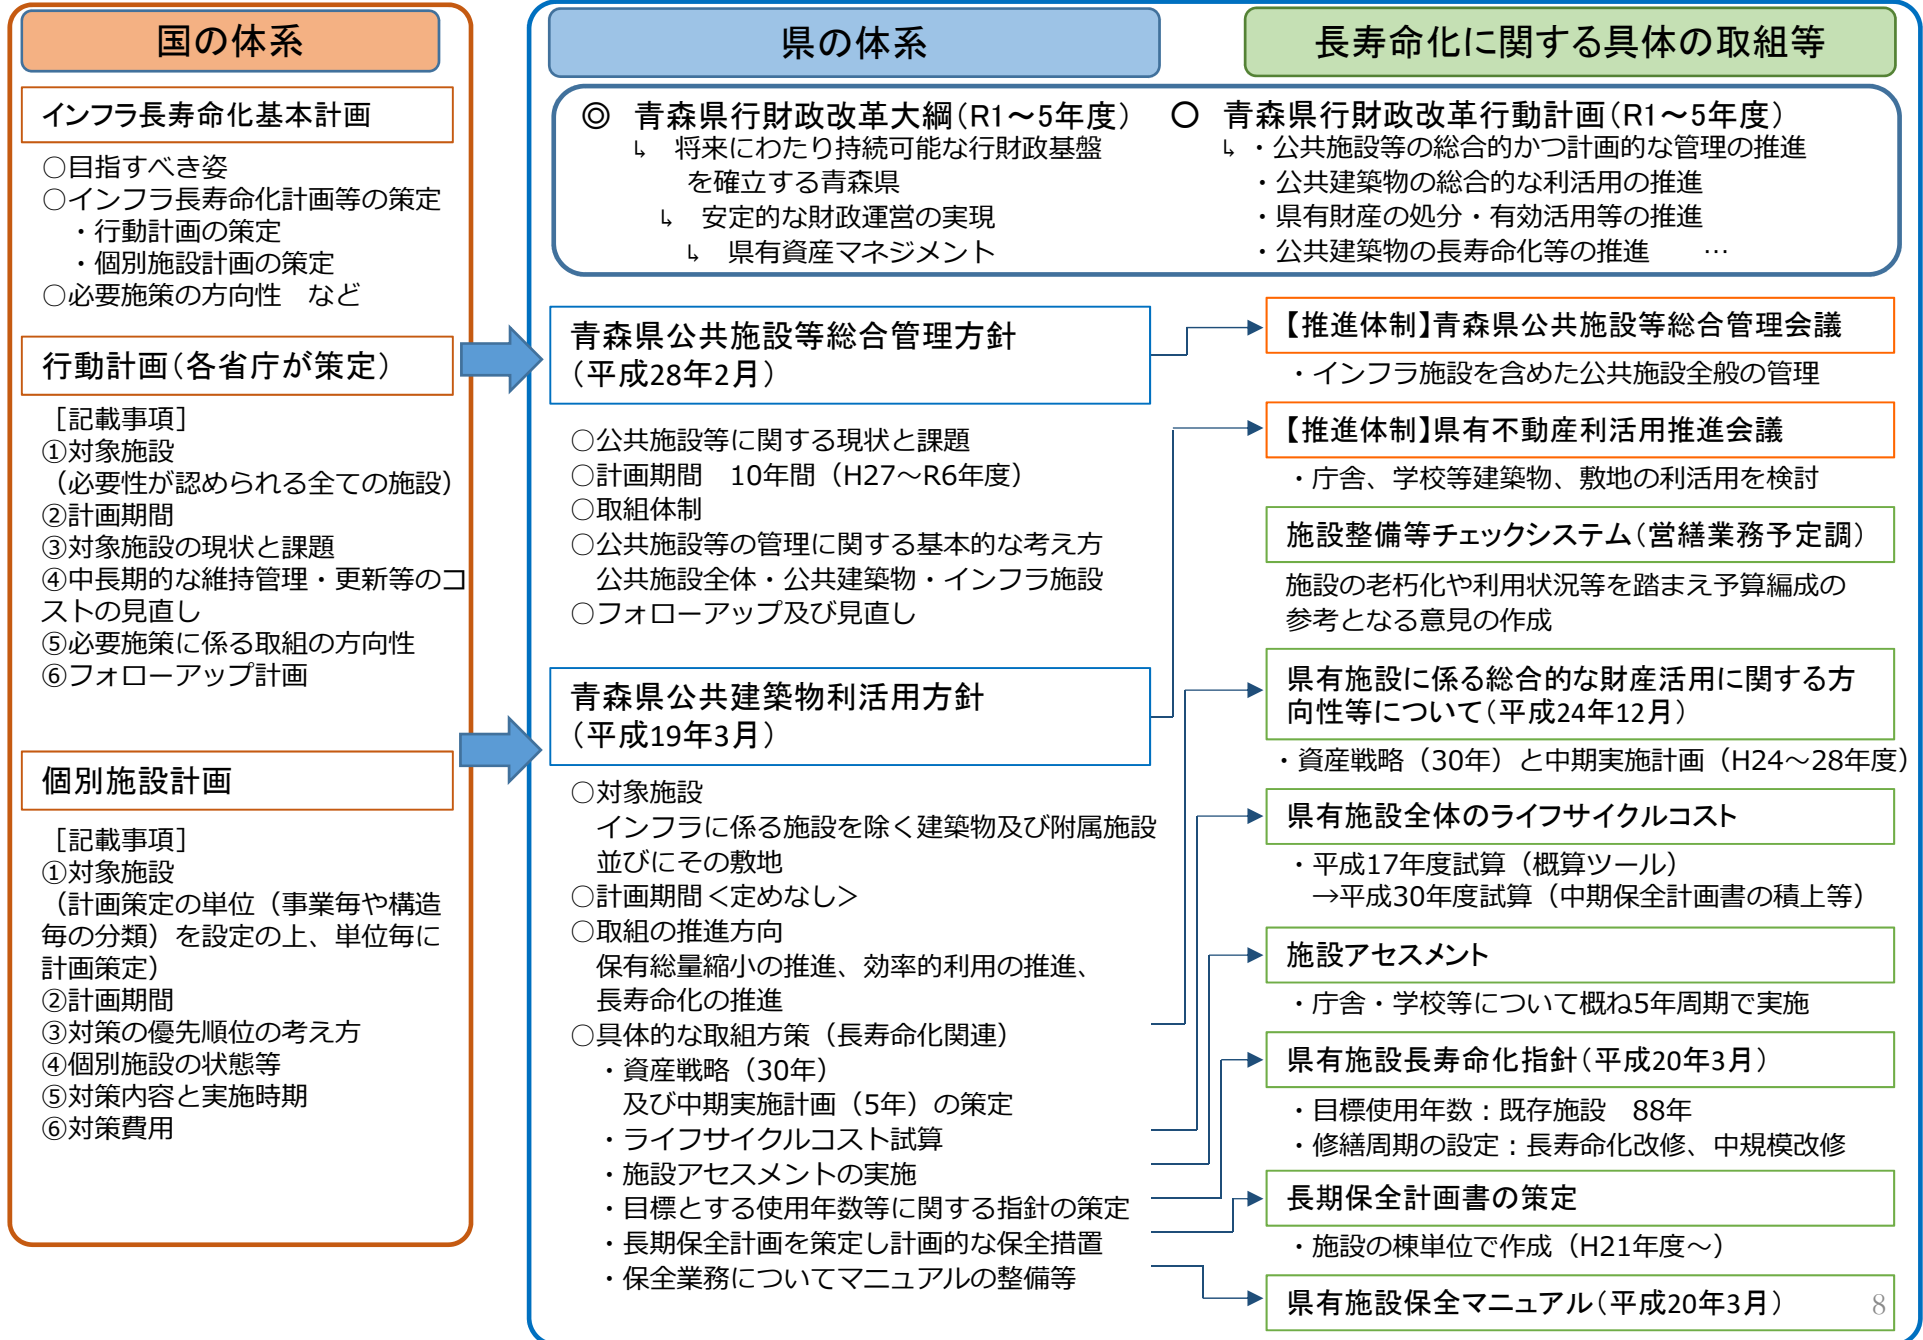 国の体系
インフラ長寿命化基本計画
○目指すべき姿
○インフラ長寿命化計画等の策定
・行動計画の策定
・個別施設計画の策定
○必要施策の方向性　など
行動計画（各省庁が策定）
［記載事項］
①対象施設
（必要性が認められる全ての施設）
②計画期間
③対象施設の現状と課題
④中長期的な維持管理・更新等のコ
ストの見直し
⑤必要施策に係る取組の方向性
⑥フォローアップ計画
個別施設計画
［記載事項］
①対象施設
（計画策定の単位（事業毎や構造
毎の分類）を設定の上、単位毎に
計画策定）
②計画期間
③対策の優先順位の考え方
④個別施設の状態等
⑤対策内容と実施時期
⑥対策費用
県の体系
◎　青森県行財政改革大綱（R1～5年度）
↳　将来にわたり持続可能な行財政基盤
を確立する青森県
↳　安定的な財政運営の実現
↳　県有資産マネジメント
青森県公共施設等総合管理方針
（平成28年2月）
○公共施設等に関する現状と課題
○計画期間　10年間（H27～R6年度）
○取組体制
○公共施設等の管理に関する基本的な考え方
公共施設全体・公共建築物・インフラ施設
○フォローアップ及び見直し
青森県公共建築物利活用方針
（平成19年3月）
○対象施設
インフラに係る施設を除く建築物及び附属施設
並びにその敷地
○計画期間＜定めなし＞
○取組の推進方向
保有総量縮小の推進、効率的利用の推進、
長寿命化の推進
○具体的な取組方策（長寿命化関連）
・資産戦略（30年）
及び中期実施計画（5年）の策定
・ライフサイクルコスト試算
・施設アセスメントの実施
・目標とする使用年数等に関する指針の策定
・長期保全計画を策定し計画的な保全措置
・保全業務についてマニュアルの整備等
長寿命化に関する具体の取組等
○　青森県行財政改革行動計画（R1～5年度）
↳ ・公共施設等の総合的かつ計画的な管理の推進
・公共建築物の総合的な利活用の推進
・県有財産の処分・有効活用等の推進
・公共建築物の長寿命化等の推進　　…
【推進体制】青森県公共施設等総合管理会議
・インフラ施設を含めた公共施設全般の管理
【推進体制】県有不動産利活用推進会議
・庁舎、学校等建築物、敷地の利活用を検討
施設整備等チェックシステム（営繕業務予定調）
施設の老朽化や利用状況等を踏まえ予算編成の
参考となる意見の作成
県有施設に係る総合的な財産活用に関する方
向性等について（平成24年12月）
・資産戦略（30年）と中期実施計画（H24～28年度）
県有施設全体のライフサイクルコスト
・平成17年度試算（概算ツール）
→平成30年度試算（中期保全計画書の積上等）
施設アセスメント
・庁舎・学校等について概ね5年周期で実施
県有施設長寿命化指針（平成20年3月）
・目標使用年数：既存施設　88年
・修繕周期の設定：長寿命化改修、中規模改修
長期保全計画書の策定
・施設の棟単位で作成（H21年度～）
県有施設保全マニュアル（平成20年3月）
8